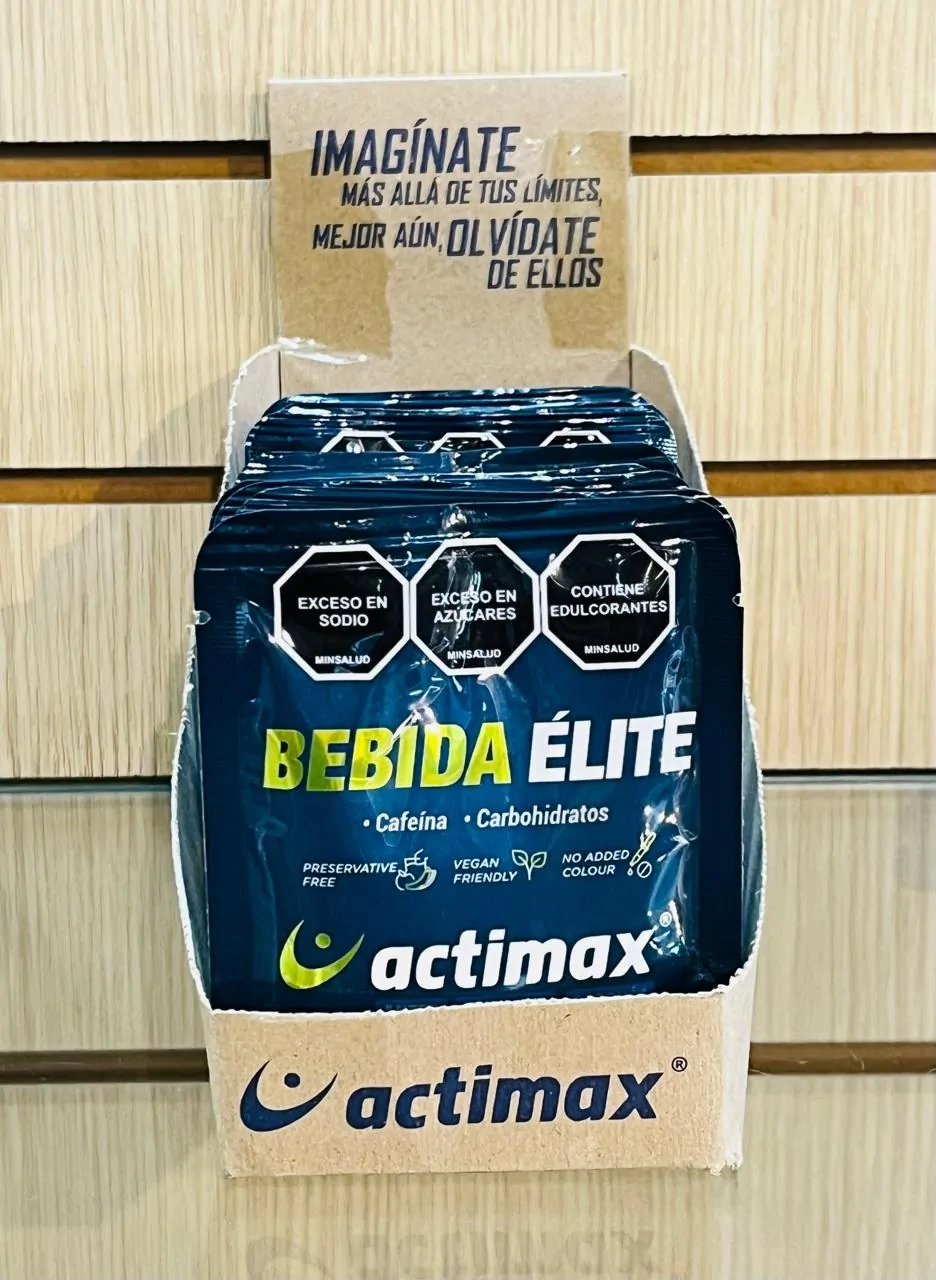 IMAGÍNATE
MÁS ALLÁ DE TUS LÍMITES,
MEJOR AÚN, OLVÍDATE
DE ELLOS
EXCESO EN
SODIO
MINSALUD
EXCESO EN
AZÚCARES
MINSALUD
CONTIENE
EDULCORANTES
MINSALUD
BEBIDA ÉLITE
• Cafeína • Carbohidratos
PRESERVATIVE
FREE
VEGAN
FRIENDLY
NO ADDED
COLOUR
actimax®
actimax®